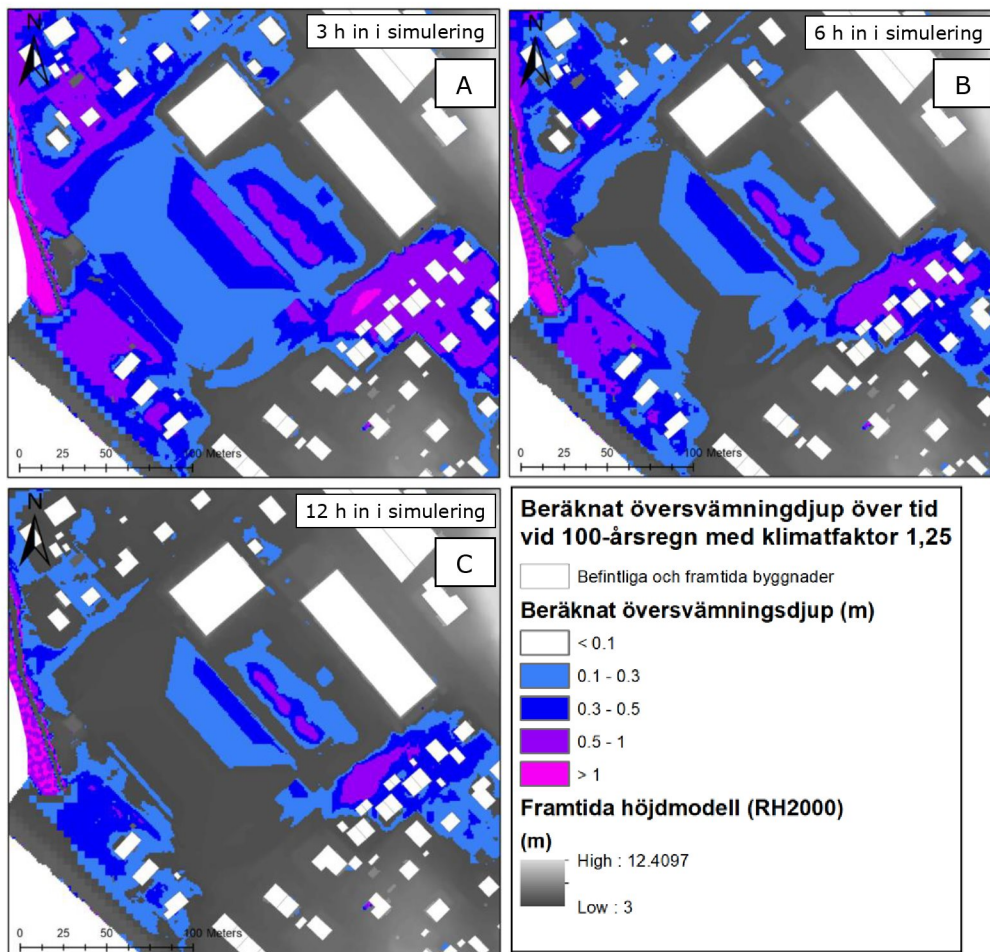 3 h in i simulering
A
N
0 25 50 100 Meters
6 h in i simulering
B
N
0 25 50 100 Meters
12 h in i simulering
C
N
0 25 50 100 Meters
Beräknat översvämningdjup över tid
vid 100-årsregn med klimatfaktor 1,25
Befintliga och framtida byggnader
Beräknat översvämningsdjup (m)
< 0.1
0.1 - 0.3
0.3 - 0.5
0.5 - 1
> 1
Framtida höjdmodell (RH2000)
(m)
High : 12.4097
Low : 3